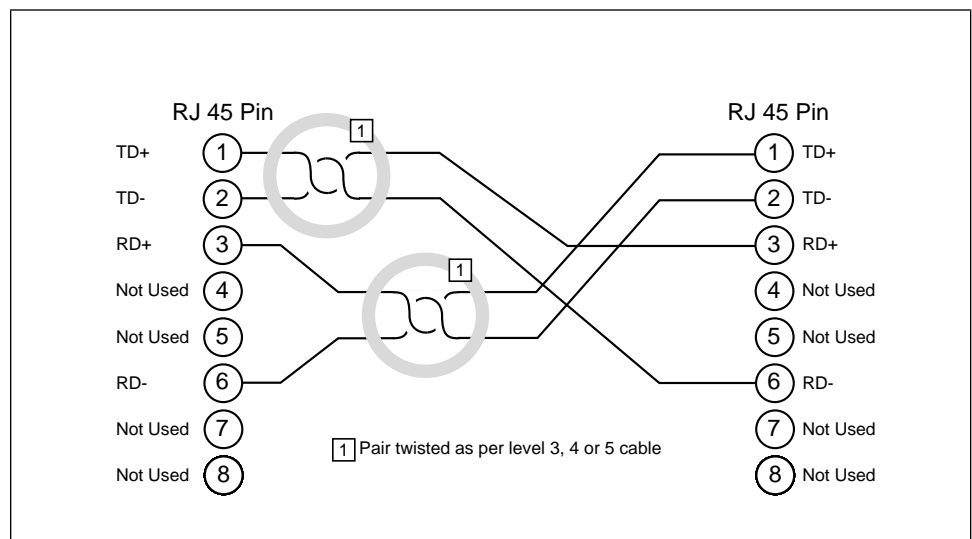 RJ 45 Pin RJ 45 Pin
1
TD+ 1 1 TD+
TD- 2 2 TD-
RD+ 3 3 RD+
1
Not Used 4 4 Not Used
Not Used 5 5 Not Used
RD- 6 6 RD-
Not Used 7 7 Not Used
1 Pair twisted as per level 3, 4 or 5 cable
Not Used 8 8 Not Used